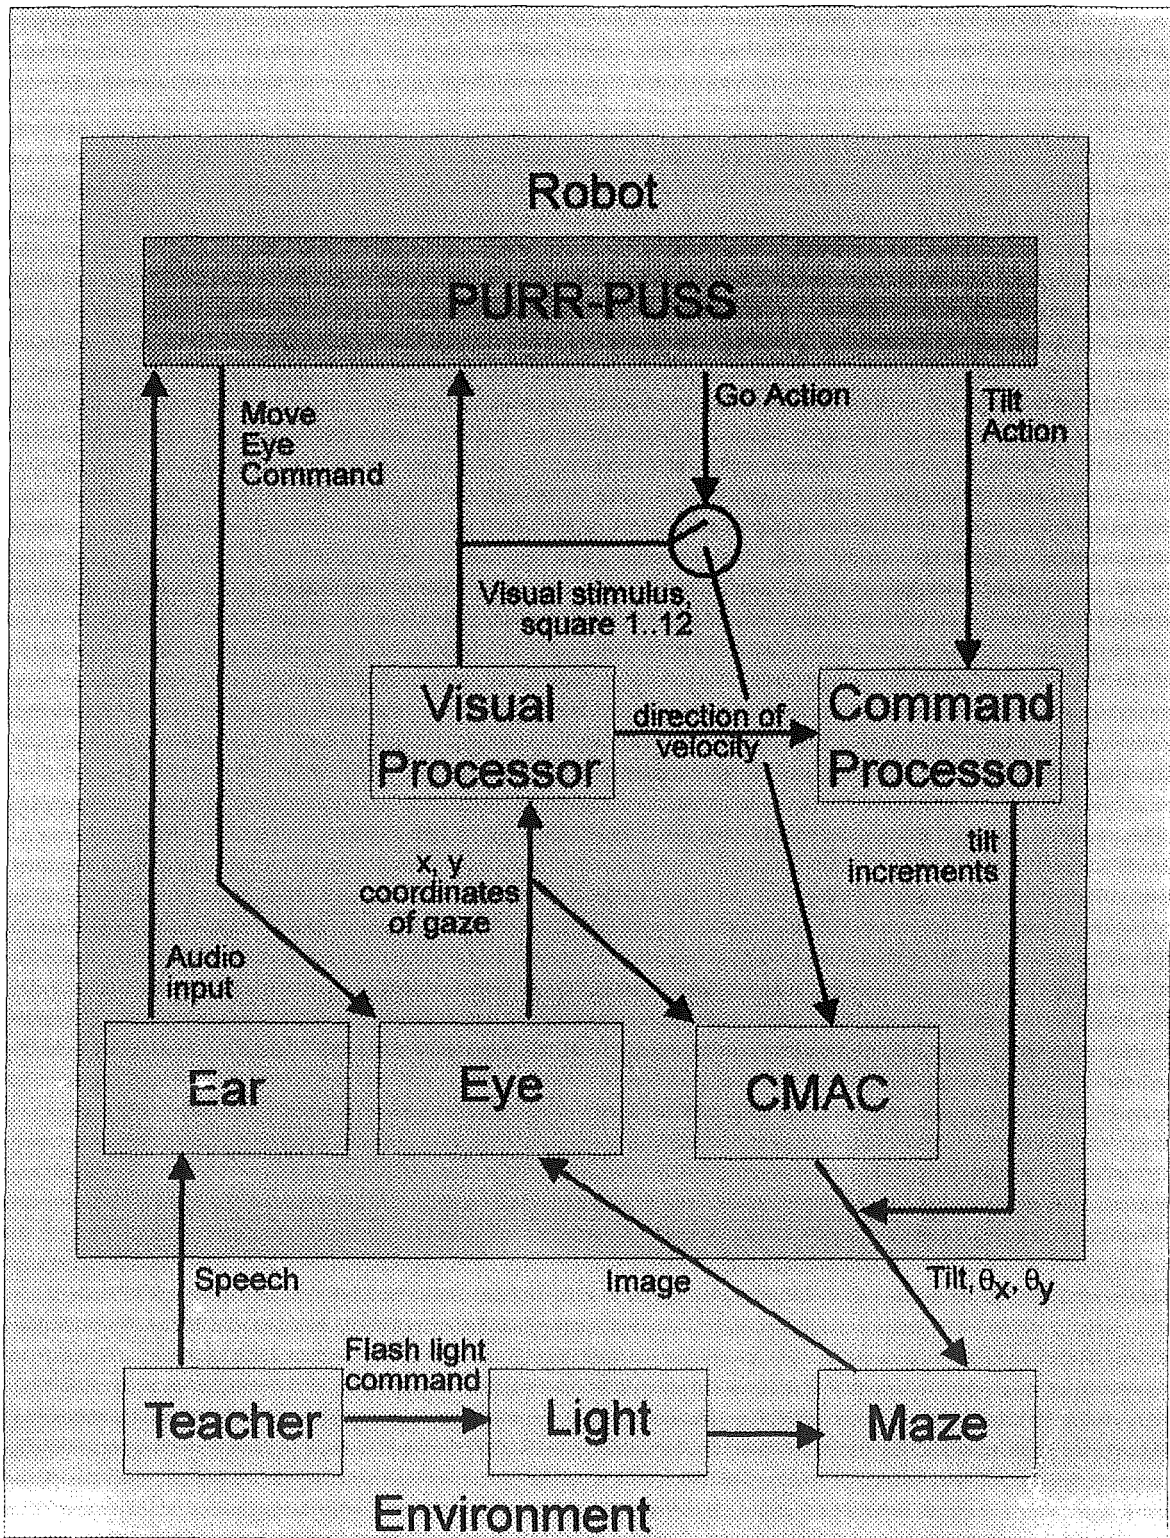 Robot
PURR-PUSS
Move
Eye
Command
Go Action
Tilt
Action
Visual stimulus,
square 1..12
Visual
Processor
direction of
velocity
Command
Processor
x, y
coordinates
of gaze
tilt
increments
Audio
input
Ear
Eye
CMAC
Speech
Image
Tilt, θx, θy
Flash light
command
Teacher
Light
Maze
Environment